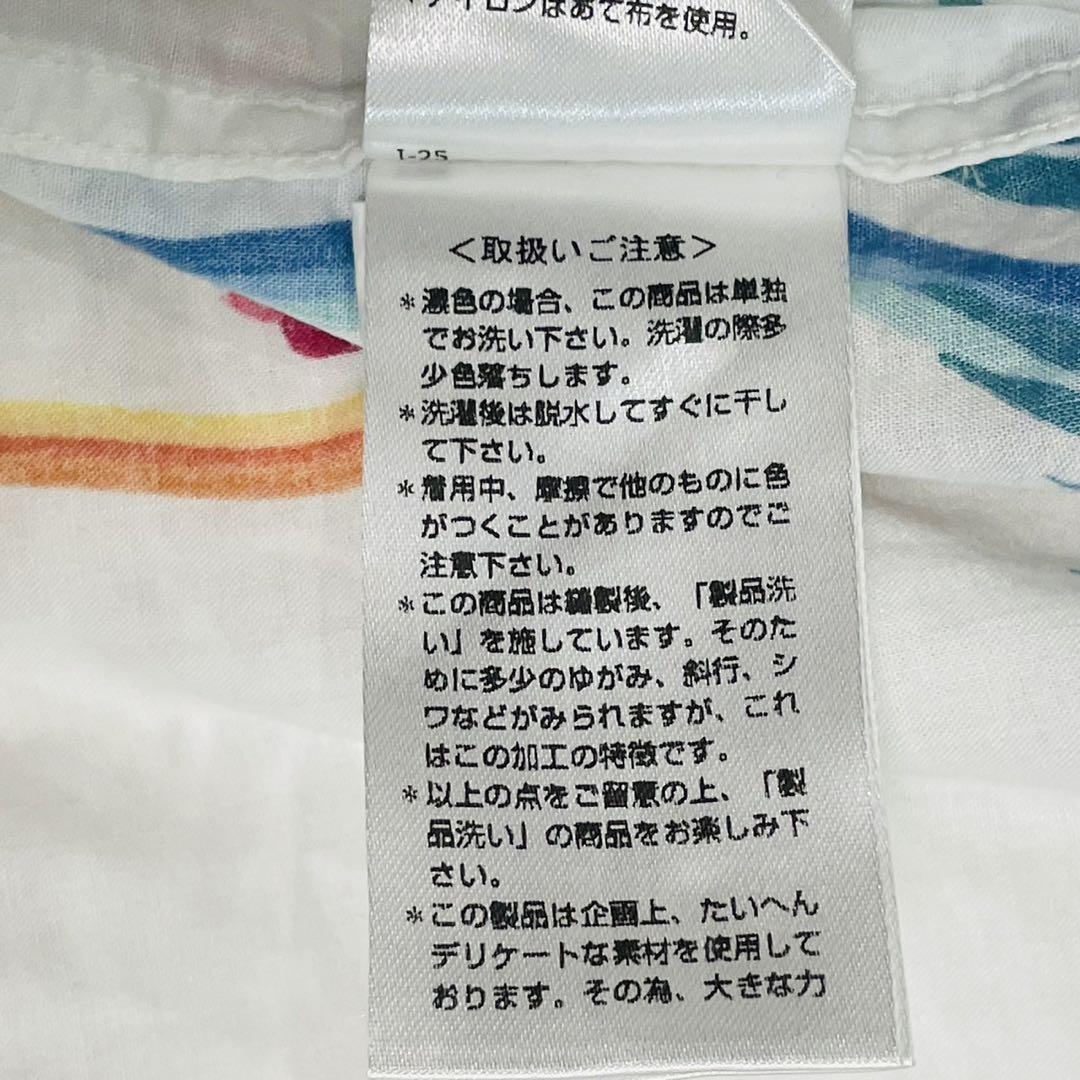 アイロンはあて布を使用。
I-25
＜取扱いご注意＞
＊濃色の場合、この商品は単独
でお洗い下さい。洗濯の際多
少色落ちします。
＊洗濯後は脱水してすぐに干し
て下さい。
＊着用中、摩擦で他のものに色
がつくことがありますのでご
注意下さい。
＊この商品は縫製後、「製品洗
い」を施しています。そのた
めに多少のゆがみ、斜行、シ
ワなどがみられますが、これ
はこの加工の特徴です。
＊以上の点をご留意の上、「製
品洗い」の商品をお楽しみ下
さい。
＊この製品は企画上、たいへん
デリケートな素材を使用して
おります。その為、大きな力